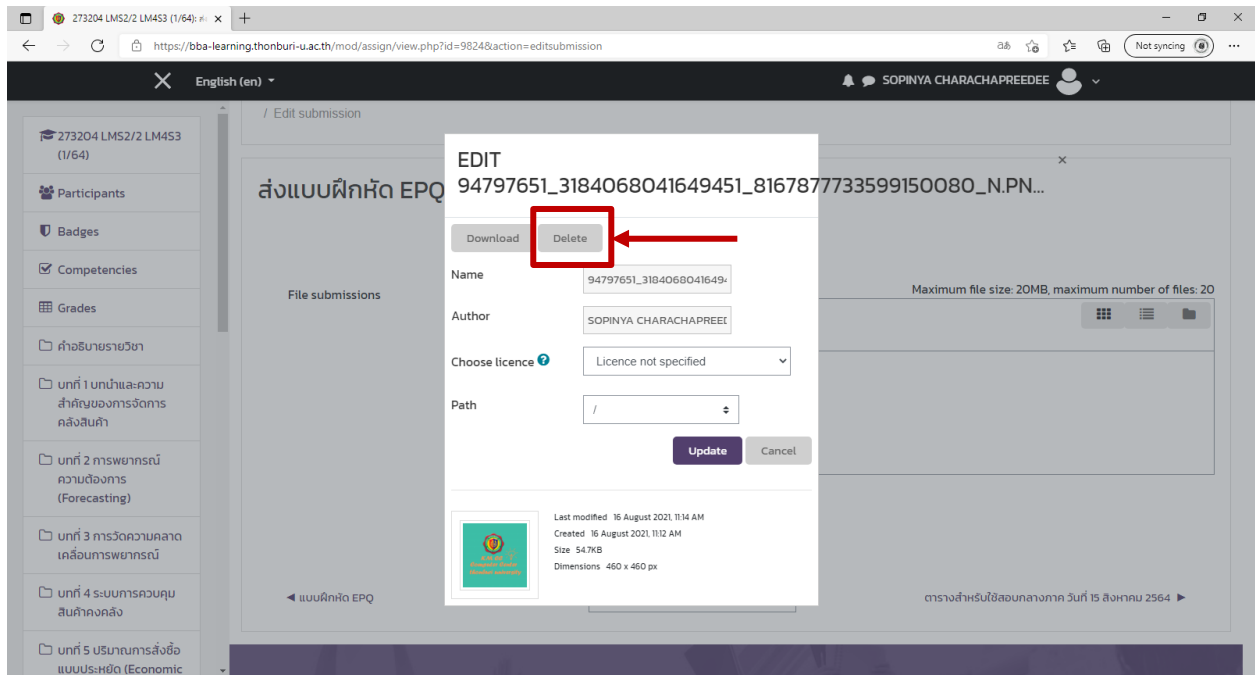 273204 LMS2/2 LM4S3 (1/64): ส่ง
https://bba-learning.thonburi-u.ac.th/mod/assign/view.php?id=9824&action=editsubmission
Not syncing
English (en)
SOPINYA CHARACHAPREEDEE
273204 LMS2/2 LM4S3
(1/64)
Participants
Badges
Competencies
Grades
คำอธิบายรายวิชา
บทที่ 1 บทนำและความ
สำคัญของการจัดการ
คลังสินค้า
บทที่ 2 การพยากรณ์
ความต้องการ
(Forecasting)
บทที่ 3 การวัดความคลาด
เคลื่อนการพยากรณ์
บทที่ 4 ระบบการควบคุม
สินค้าคงคลัง
บทที่ 5 ปริมาณการสั่งซื้อ
แบบประหยัด (Economic
/ Edit submission
ส่งแบบฝึกหัด EPQ
File submissions
Maximum file size: 20MB, maximum number of files: 20
EDIT
94797651_3184068041649451_8167877733599150080_N.PN...
Download Delete
Name 94797651_31840680416494
Author SOPINYA CHARACHAPREED
Choose licence Licence not specified
Path /
Update Cancel
Last modified 16 August 2021, 11:14 AM
Created 16 August 2021, 11:12 AM
Size 54.7KB
Dimensions 460 x 460 px
◄ แบบฝึกหัด EPQ
ตารางสำหรับใช้สอบกลางภาค วันที่ 15 สิงหาคม 2564 ►